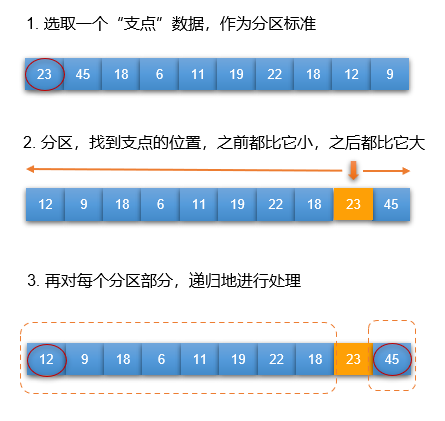 1. 选取一个“支点”数据，作为分区标准
23 45 18 6 11 19 22 18 12 9
2. 分区，找到支点的位置，之前都比它小，之后都比它大
12 9 18 6 11 19 22 18 23 45
3. 再对每个分区部分，递归地进行处理
12 9 18 6 11 19 22 18 23 45